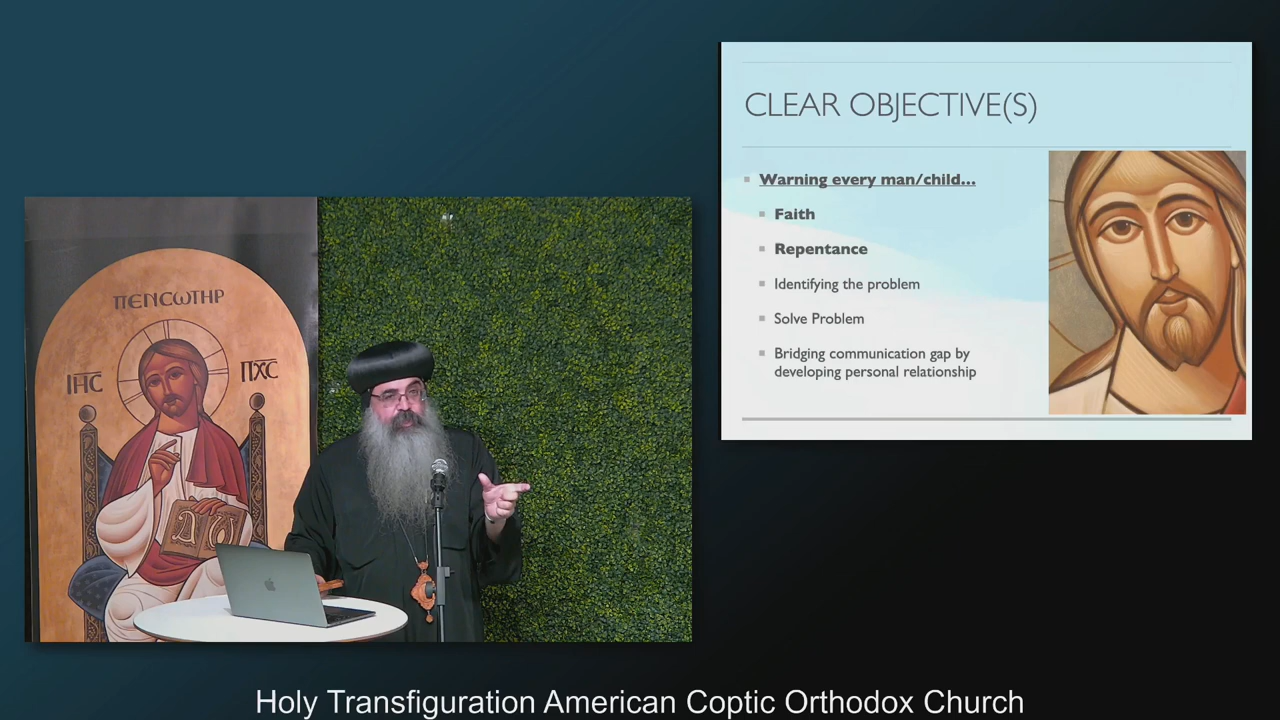 CLEAR OBJECTIVE(S)
Warning every man/child...
Faith
Repentance
Identifying the problem
Solve Problem
Bridging communication gap by
developing personal relationship
ⲠⲈⲚⲤⲰⲦⲎⲢ
ⲒⲎⲤ
ⲠⲬⲤ
Ⲁ Ⲱ
Holy Transfiguration American Coptic Orthodox Church